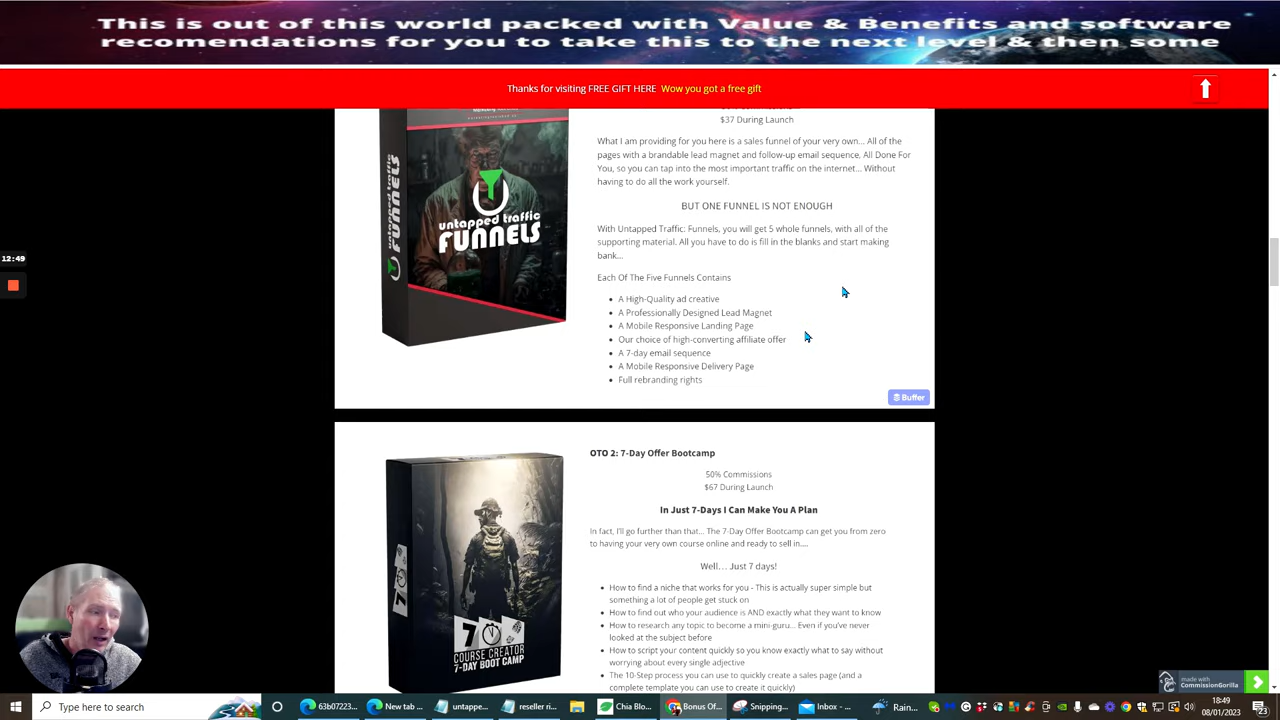 This is out of this world packed with Value & Benefits and software
recomendations for you to take this to the next level & then some
Thanks for visiting FREE GIFT HERE Wow you got a free gift
$37 During Launch
What I am providing for you here is a sales funnel of your very own... All of the
pages with a brandable lead magnet and follow-up email sequence. All Done For
You, so you can tap into the most important traffic on the internet... Without
having to do all the work yourself.
BUT ONE FUNNEL IS NOT ENOUGH
With Untapped Traffic: Funnels, you will get 5 whole funnels, with all of the
supporting material. All you have to do is fill in the blanks and start making
bank...
Each Of The Five Funnels Contains
A High-Quality ad creative
A Professionally Designed Lead Magnet
A Mobile Responsive Landing Page
Our choice of high-converting affiliate offer
A 7-day email sequence
A Mobile Responsive Delivery Page
Full rebranding rights
untapped traffic
FUNNELS
untapped traffic
FUNNELS
12:49
Buffer
OTO 2: 7-Day Offer Bootcamp
50% Commissions
$67 During Launch
In Just 7-Days I Can Make You A Plan
In fact, I'll go further than that... The 7-Day Offer Bootcamp can get you from zero
to having your very own course online and ready to sell in....
Well... Just 7 days!
How to find a niche that works for you - This is actually super simple but
something a lot of people get stuck on
How to find out who your audience is AND exactly what they want to know
How to research any topic to become a mini-guru... Even if you've never
looked at the subject before
How to script your content quickly so you know exactly what to say without
worrying about every single adjective
The 10-Step process you can use to quickly create a sales page (and a
complete template you can use to create it quickly)
7
COURSE CREATOR
7-DAY BOOT CAMP
made with
CommissionGorilla
Type here to search
63b07223...
New tab ...
untappe...
reseller ri...
Chia Blo...
Bonus Of...
Snipping...
Inbox - ...
Rain...
18:49
08/01/2023